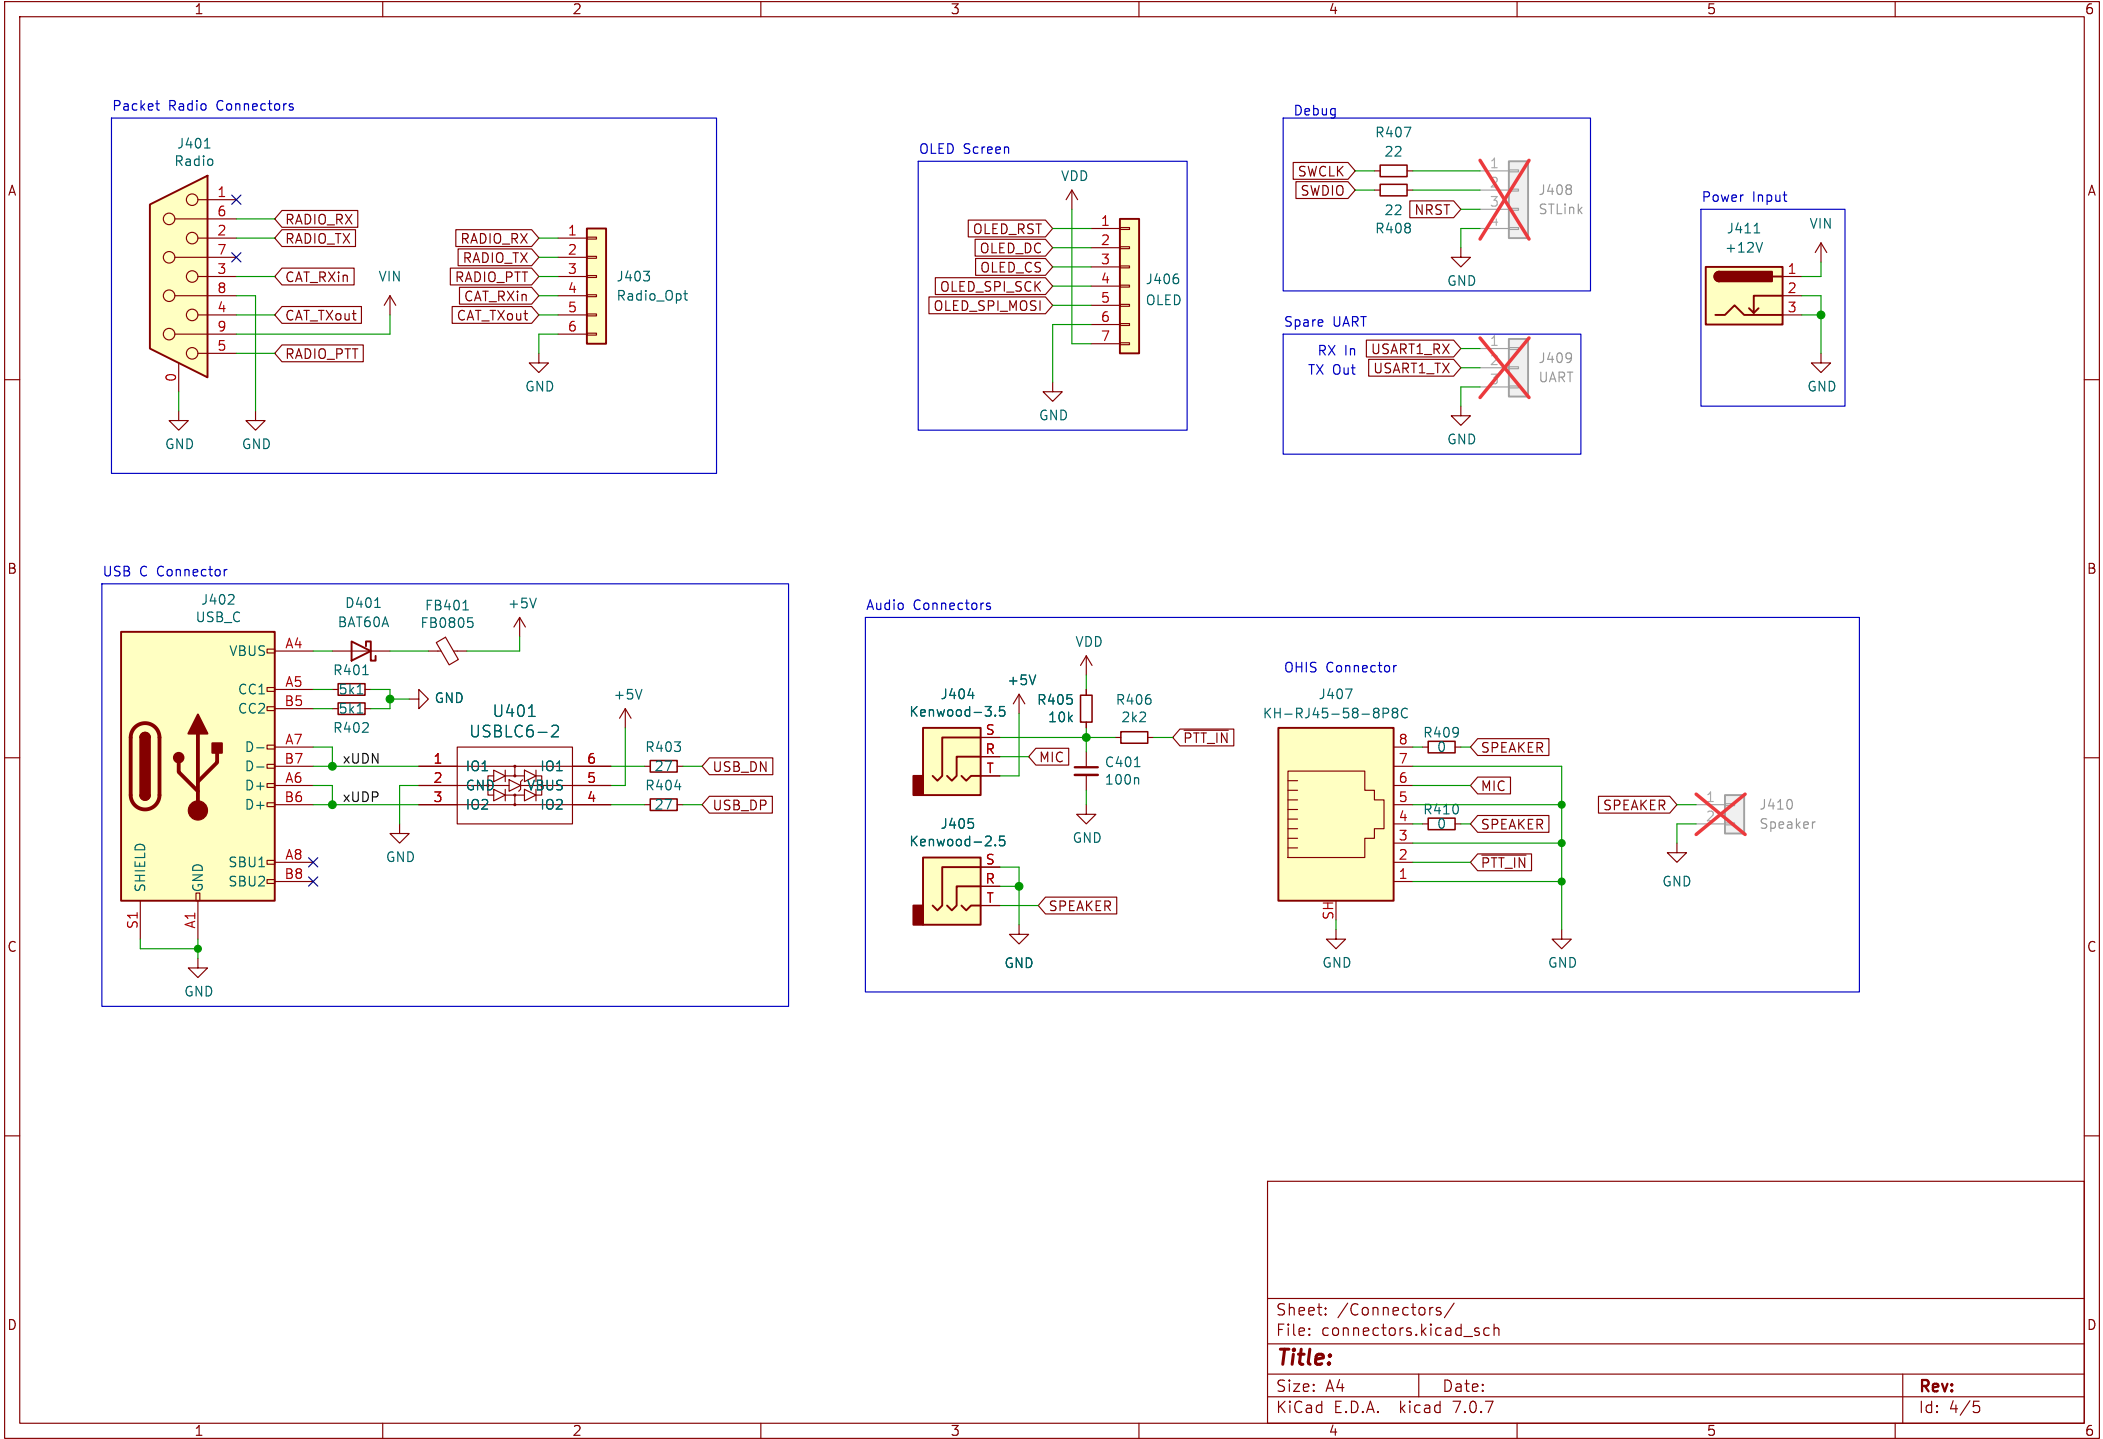 1 2 3 4 5 6
A
B
C
D
Packet Radio Connectors
J401
Radio
1
6 RADIO_RX
2 RADIO_TX
7
3 CAT_RXin
8
4 CAT_TXout
9
5 RADIO_PTT
0
VIN
GND
GND
RADIO_RX 1
RADIO_TX 2
RADIO_PTT 3
CAT_RXin 4
CAT_TXout 5
6
J403
Radio_Opt
GND
OLED Screen
VDD
OLED_RST 1
OLED_DC 2
OLED_CS 3
OLED_SPI_SCK 4
OLED_SPI_MOSI 5
6
7
J406
OLED
GND
Debug
R407
22
SWCLK 1
SWDIO
22 NRST 3
R408
J408
STLink
GND
Spare UART
RX In USART1_RX 1
TX Out USART1_TX
J409
UART
GND
Power Input
J411
+12V
VIN
1
2
3
GND
USB C Connector
J402
USB_C
VBUS A4
CC1 A5
CC2 B5
D- A7
D- B7
D+ A6
D+ B6
SBU1 A8
SBU2 B8
SHIELD
GND
S1
A1
GND
D401
BAT60A
FB401
FB0805
+5V
R401
5k1
5k1
R402
GND
xUDN
xUDP
U401
USBLC6-2
1 IO1 IO1 6
2 GND VBUS 5
3 IO2 IO2 4
GND
+5V
R403
27 USB_DN
R404
27 USB_DP
Audio Connectors
J404
Kenwood-3.5
S
R MIC
T
+5V
VDD
R405
10k
R406
2k2
PTT_IN
C401
100n
GND
J405
Kenwood-2.5
S
R
T SPEAKER
GND
OHIS Connector
J407
KH-RJ45-58-8P8C
8 R409 0 SPEAKER
7
6 MIC
5
4 R410 0 SPEAKER
3
2 PTT_IN
1
SH
GND
GND
SPEAKER 1
2
J410
Speaker
GND
Sheet: /Connectors/
File: connectors.kicad_sch
Title:
Size: A4 Date: Rev:
KiCad E.D.A. kicad 7.0.7 Id: 4/5
A
B
C
D
1 2 3 4 5 6